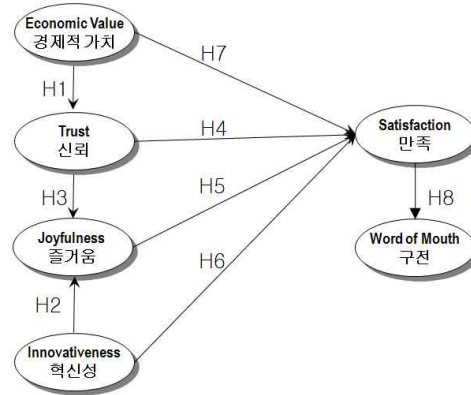 Economic Value
경제적 가치
H7
H1
Trust
신뢰
H4
Satisfaction
만족
H3
H5
H8
Joyfulness
즐거움
H6
Word of Mouth
구전
H2
Innovativeness
혁신성